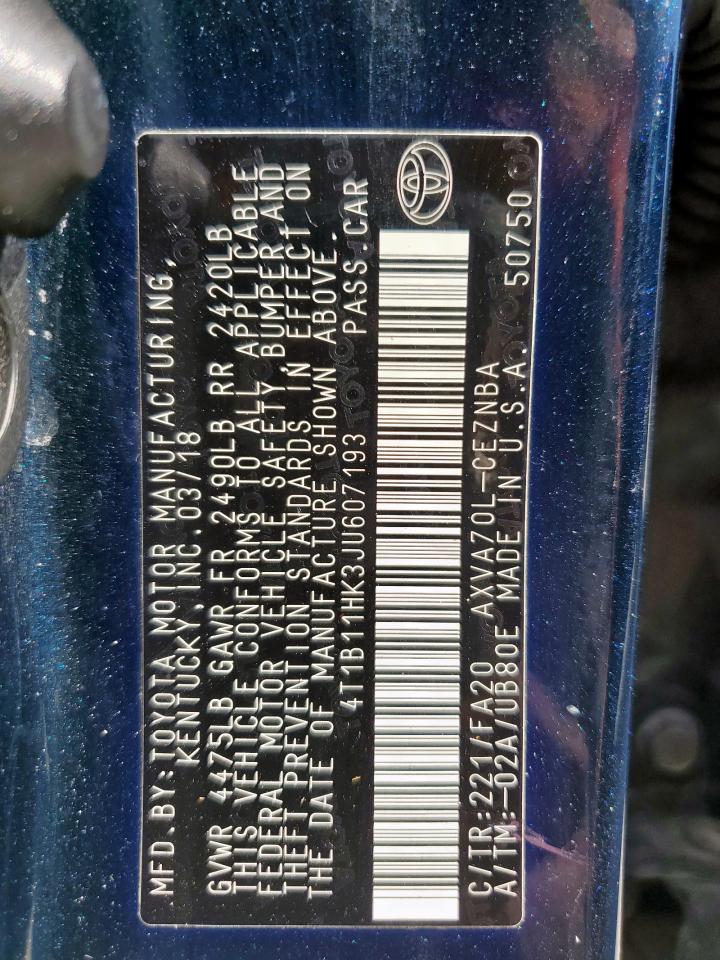 MFD.BY:TOYOTA MOTOR MANUFACTURING,
KENTUCKY,INC.03/18
GVWR 4475LB GAWR FR 2490LB RR 2420LB
THIS VEHICLE CONFORMS TO ALL APPLICABLE
FEDERAL MOTOR VEHICLE SAFETY BUMPER AND
THEFT PREVENTION STANDARDS IN EFFECT ON
THE DATE OF MANUFACTURE SHOWN ABOVE.
4T1B11HK3JU607193 PASS.CAR
C/TR:221/FA20 AXVA70L-CEZNBA
A/TM:-02A/UB80E MADE IN U.S.A. 50750